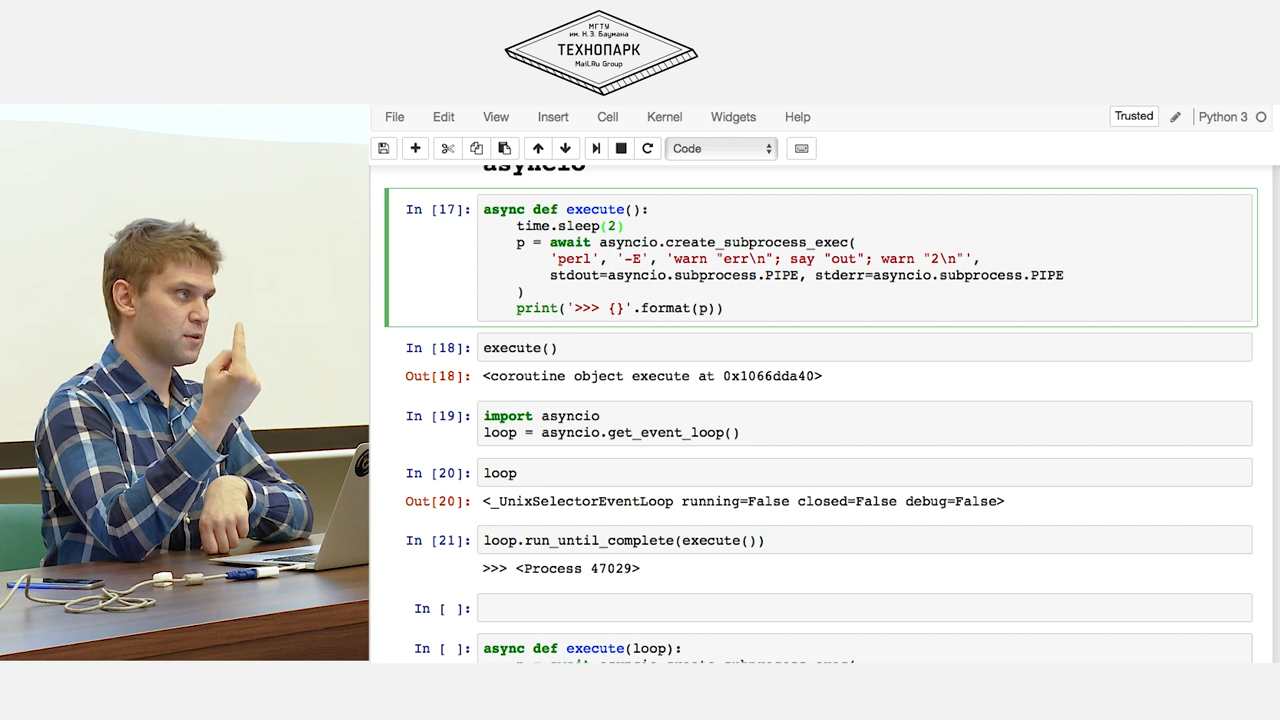 МГТУ
им. Н.Э. Баумана
ТЕХНОПАРК
Mail.Ru Group
File Edit View Insert Cell Kernel Widgets Help
Trusted Python 3
Code
asyncio
In [17]: async def execute():
time.sleep(2)
p = await asyncio.create_subprocess_exec(
'perl', '-E', 'warn "err\n"; say "out"; warn "2\n"',
stdout=asyncio.subprocess.PIPE, stderr=asyncio.subprocess.PIPE
)
print('>>> {}'.format(p))
In [18]: execute()
Out[18]: <coroutine object execute at 0x1066dda40>
In [19]: import asyncio
loop = asyncio.get_event_loop()
In [20]: loop
Out[20]: <_UnixSelectorEventLoop running=False closed=False debug=False>
In [21]: loop.run_until_complete(execute())
>>> <Process 47029>
In [ ]:
In [ ]: async def execute(loop):